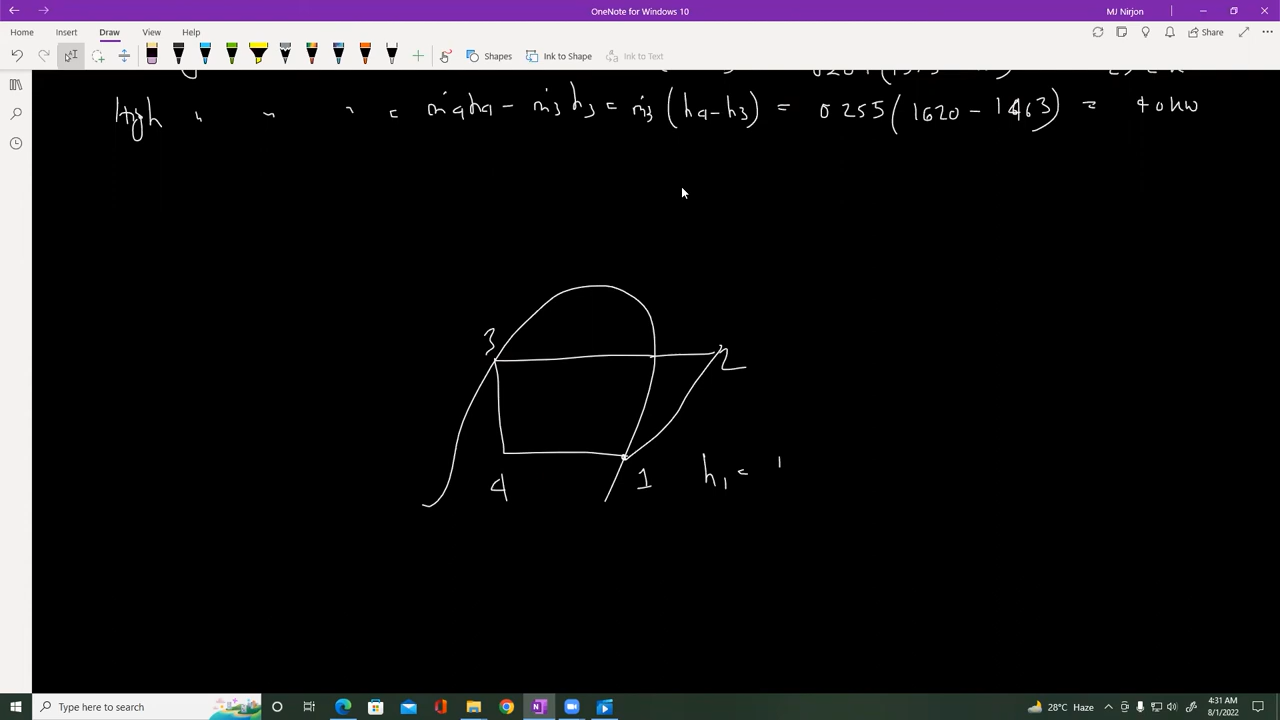 OneNote for Windows 10
MJ Nirjon
Home Insert Draw View Help
Shapes Ink to Shape Ink to Text Share
High " " " = ṁ4h4 - ṁ3h3 = ṁ3 (h4-h3) = 0.255 (1620 - 1463) = 40 kW
3
2
4
1 h1 = 1
Type here to search
28°C Haze
4:31 AM
8/1/2022